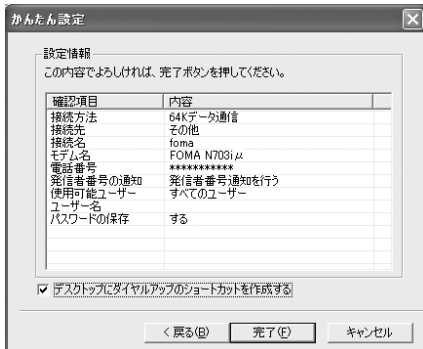 かんたん設定
設定情報
この内容でよろしければ、完了ボタンを押してください。
確認項目 内容
接続方法 64Kデータ通信
接続先 その他
接続名 foma
モデム名 FOMA N703iμ
電話番号 ***********
発信者番号の通知 発信者番号通知を行う
使用可能ユーザー すべてのユーザー
ユーザー名
パスワードの保存 する
デスクトップにダイヤルアップのショートカットを作成する
< 戻る(B) 完了(F) キャンセル